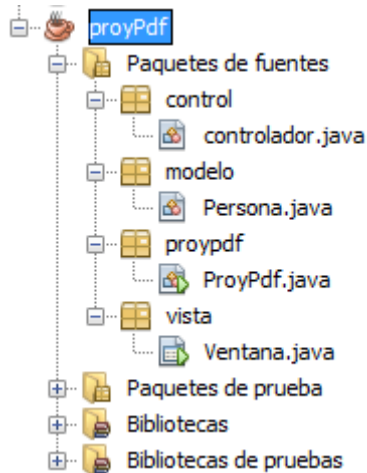 proyPdf
Paquetes de fuentes
control
controlador.java
modelo
Persona.java
proypdf
ProyPdf.java
vista
Ventana.java
Paquetes de prueba
Bibliotecas
Bibliotecas de pruebas